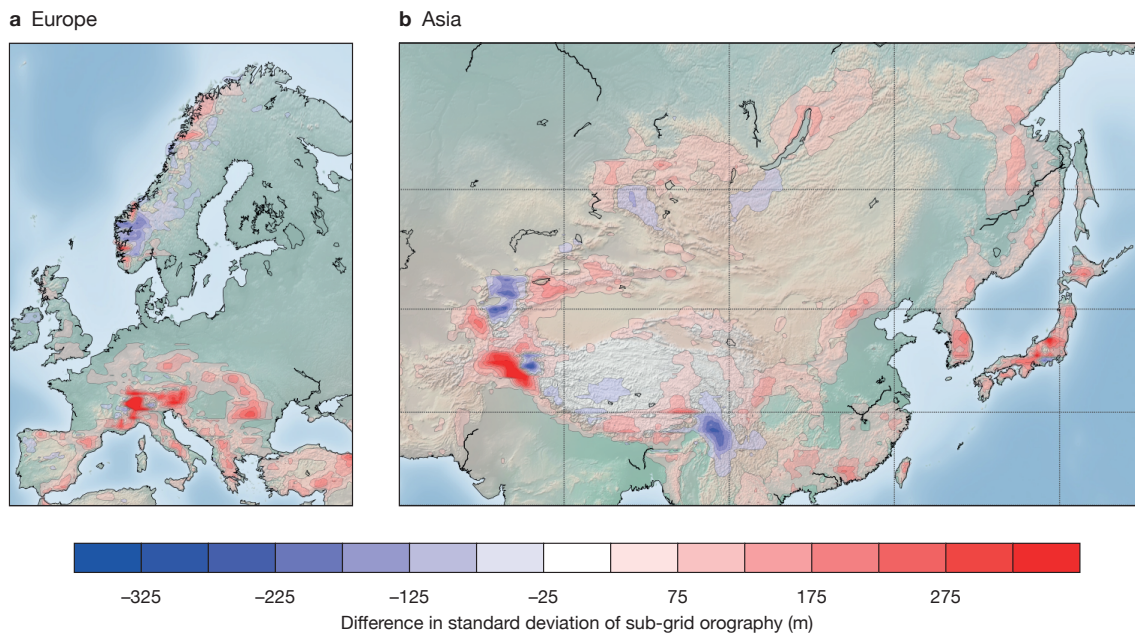 a Europe
b Asia
−325 −225 −125 −25 75 175 275
Difference in standard deviation of sub-grid orography (m)